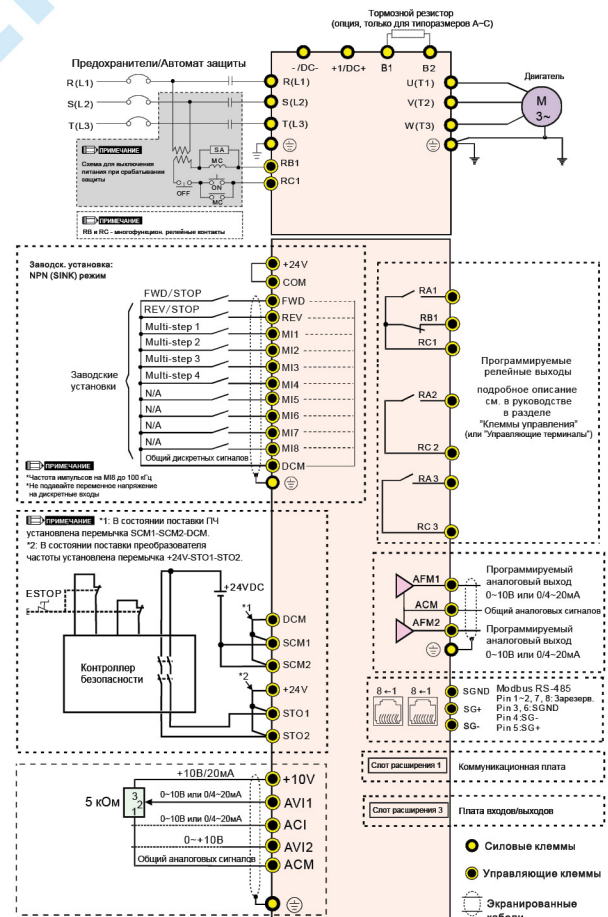 Тормозной резистор
(опция, только для типоразмеров A~C)
Предохранители/Автомат защиты
-/DC-
+1/DC+
B1
B2
Двигатель
R(L1)
R(L1)
U(T1)
S(L2)
S(L2)
V(T2)
M
3~
T(L3)
T(L3)
W(T3)
ПРИМЕЧАНИЕ
Схема для выключения
питания при срабатывании
защиты
SA
MC
RB1
OFF
ON
MC
RC1
ПРИМЕЧАНИЕ
RB и RC - многофункцион. релейные контакты
Заводск. установка:
NPN (SINK) режим
+24V
COM
FWD/STOP
FWD
REV/STOP
REV
Multi-step 1
MI1
Multi-step 2
MI2
Multi-step 3
MI3
Multi-step 4
MI4
Заводские
установки
N/A
MI5
N/A
MI6
N/A
MI7
N/A
MI8
Общий дискретных сигналов
DCM
ПРИМЕЧАНИЕ
*Частота импульсов на MI8 до 100 кГц
*Не подавайте переменное напряжение
на дискретные входы
RA1
RB1
RC1
RA2
RC 2
RA3
RC 3
Программируемые
релейные выходы
подробное описание
см. в руководстве
в разделе
"Клеммы управления"
(или "Управляющие терминалы")
ПРИМЕЧАНИЕ *1: В состоянии поставки ПЧ
установлена перемычка SCM1-SCM2-DCM.
*2: В состоянии поставки преобразователя
частоты установлена перемычка +24V-STO1-STO2.
ESTOP
+24VDC
*1
DCM
SCM1
SCM2
*2
+24V
STO1
STO2
Контроллер
безопасности
AFM1
ACM
AFM2
Программируемый
аналоговый выход
0~10В или 0/4~20мА
Общий аналоговых сигналов
Программируемый
аналоговый выход
0~10В или 0/4~20мА
8←1
8←1
SGND
SG+
SG-
Modbus RS-485
Pin 1~2, 7, 8: Зарезерв.
Pin 3, 6:SGND
Pin 4:SG-
Pin 5:SG+
Слот расширения 1
Коммуникационная плата
Слот расширения 3
Плата входов/выходов
+10В/20мА
+10V
5 кОм
3
2
1
0~10В или 0/4~20мА
AVI1
0~10В или 0/4~20мА
ACI
0~+10В
AVI2
Общий аналоговых сигналов
ACM
Силовые клеммы
Управляющие клеммы
Экранированные
кабели